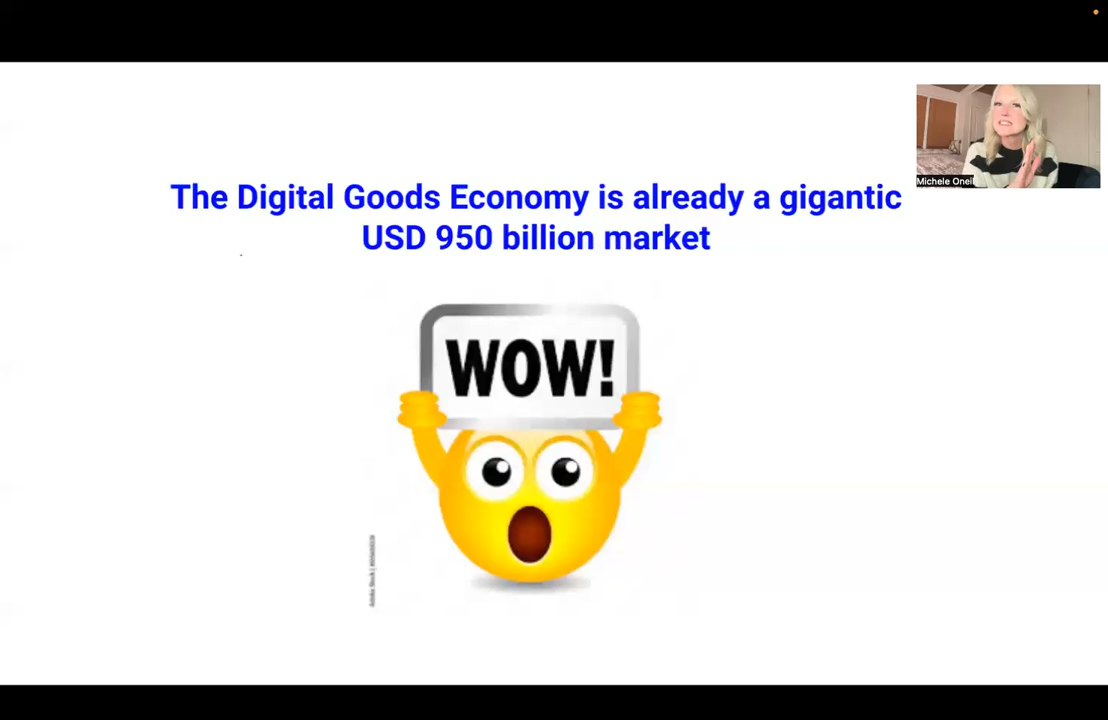 Michele Oneil
The Digital Goods Economy is already a gigantic
USD 950 billion market
WOW!